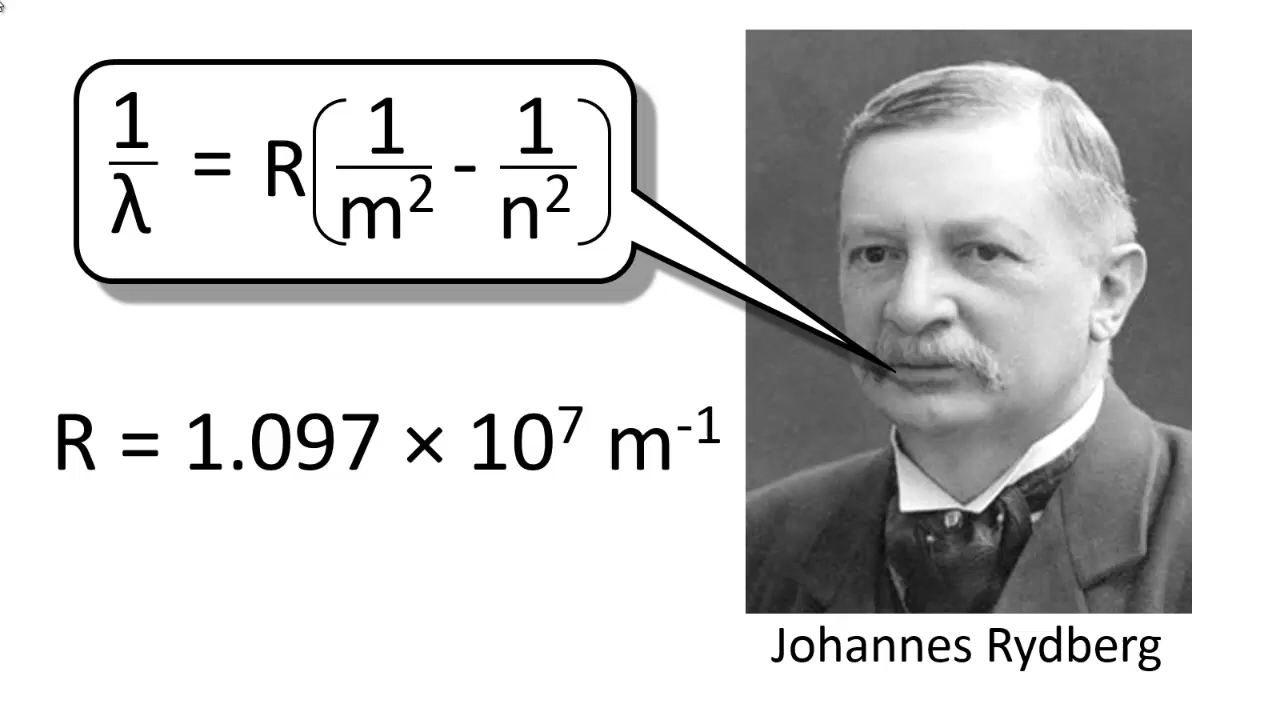 1/λ = R(1/m² - 1/n²)
R = 1.097 × 10⁷ m⁻¹
Johannes Rydberg